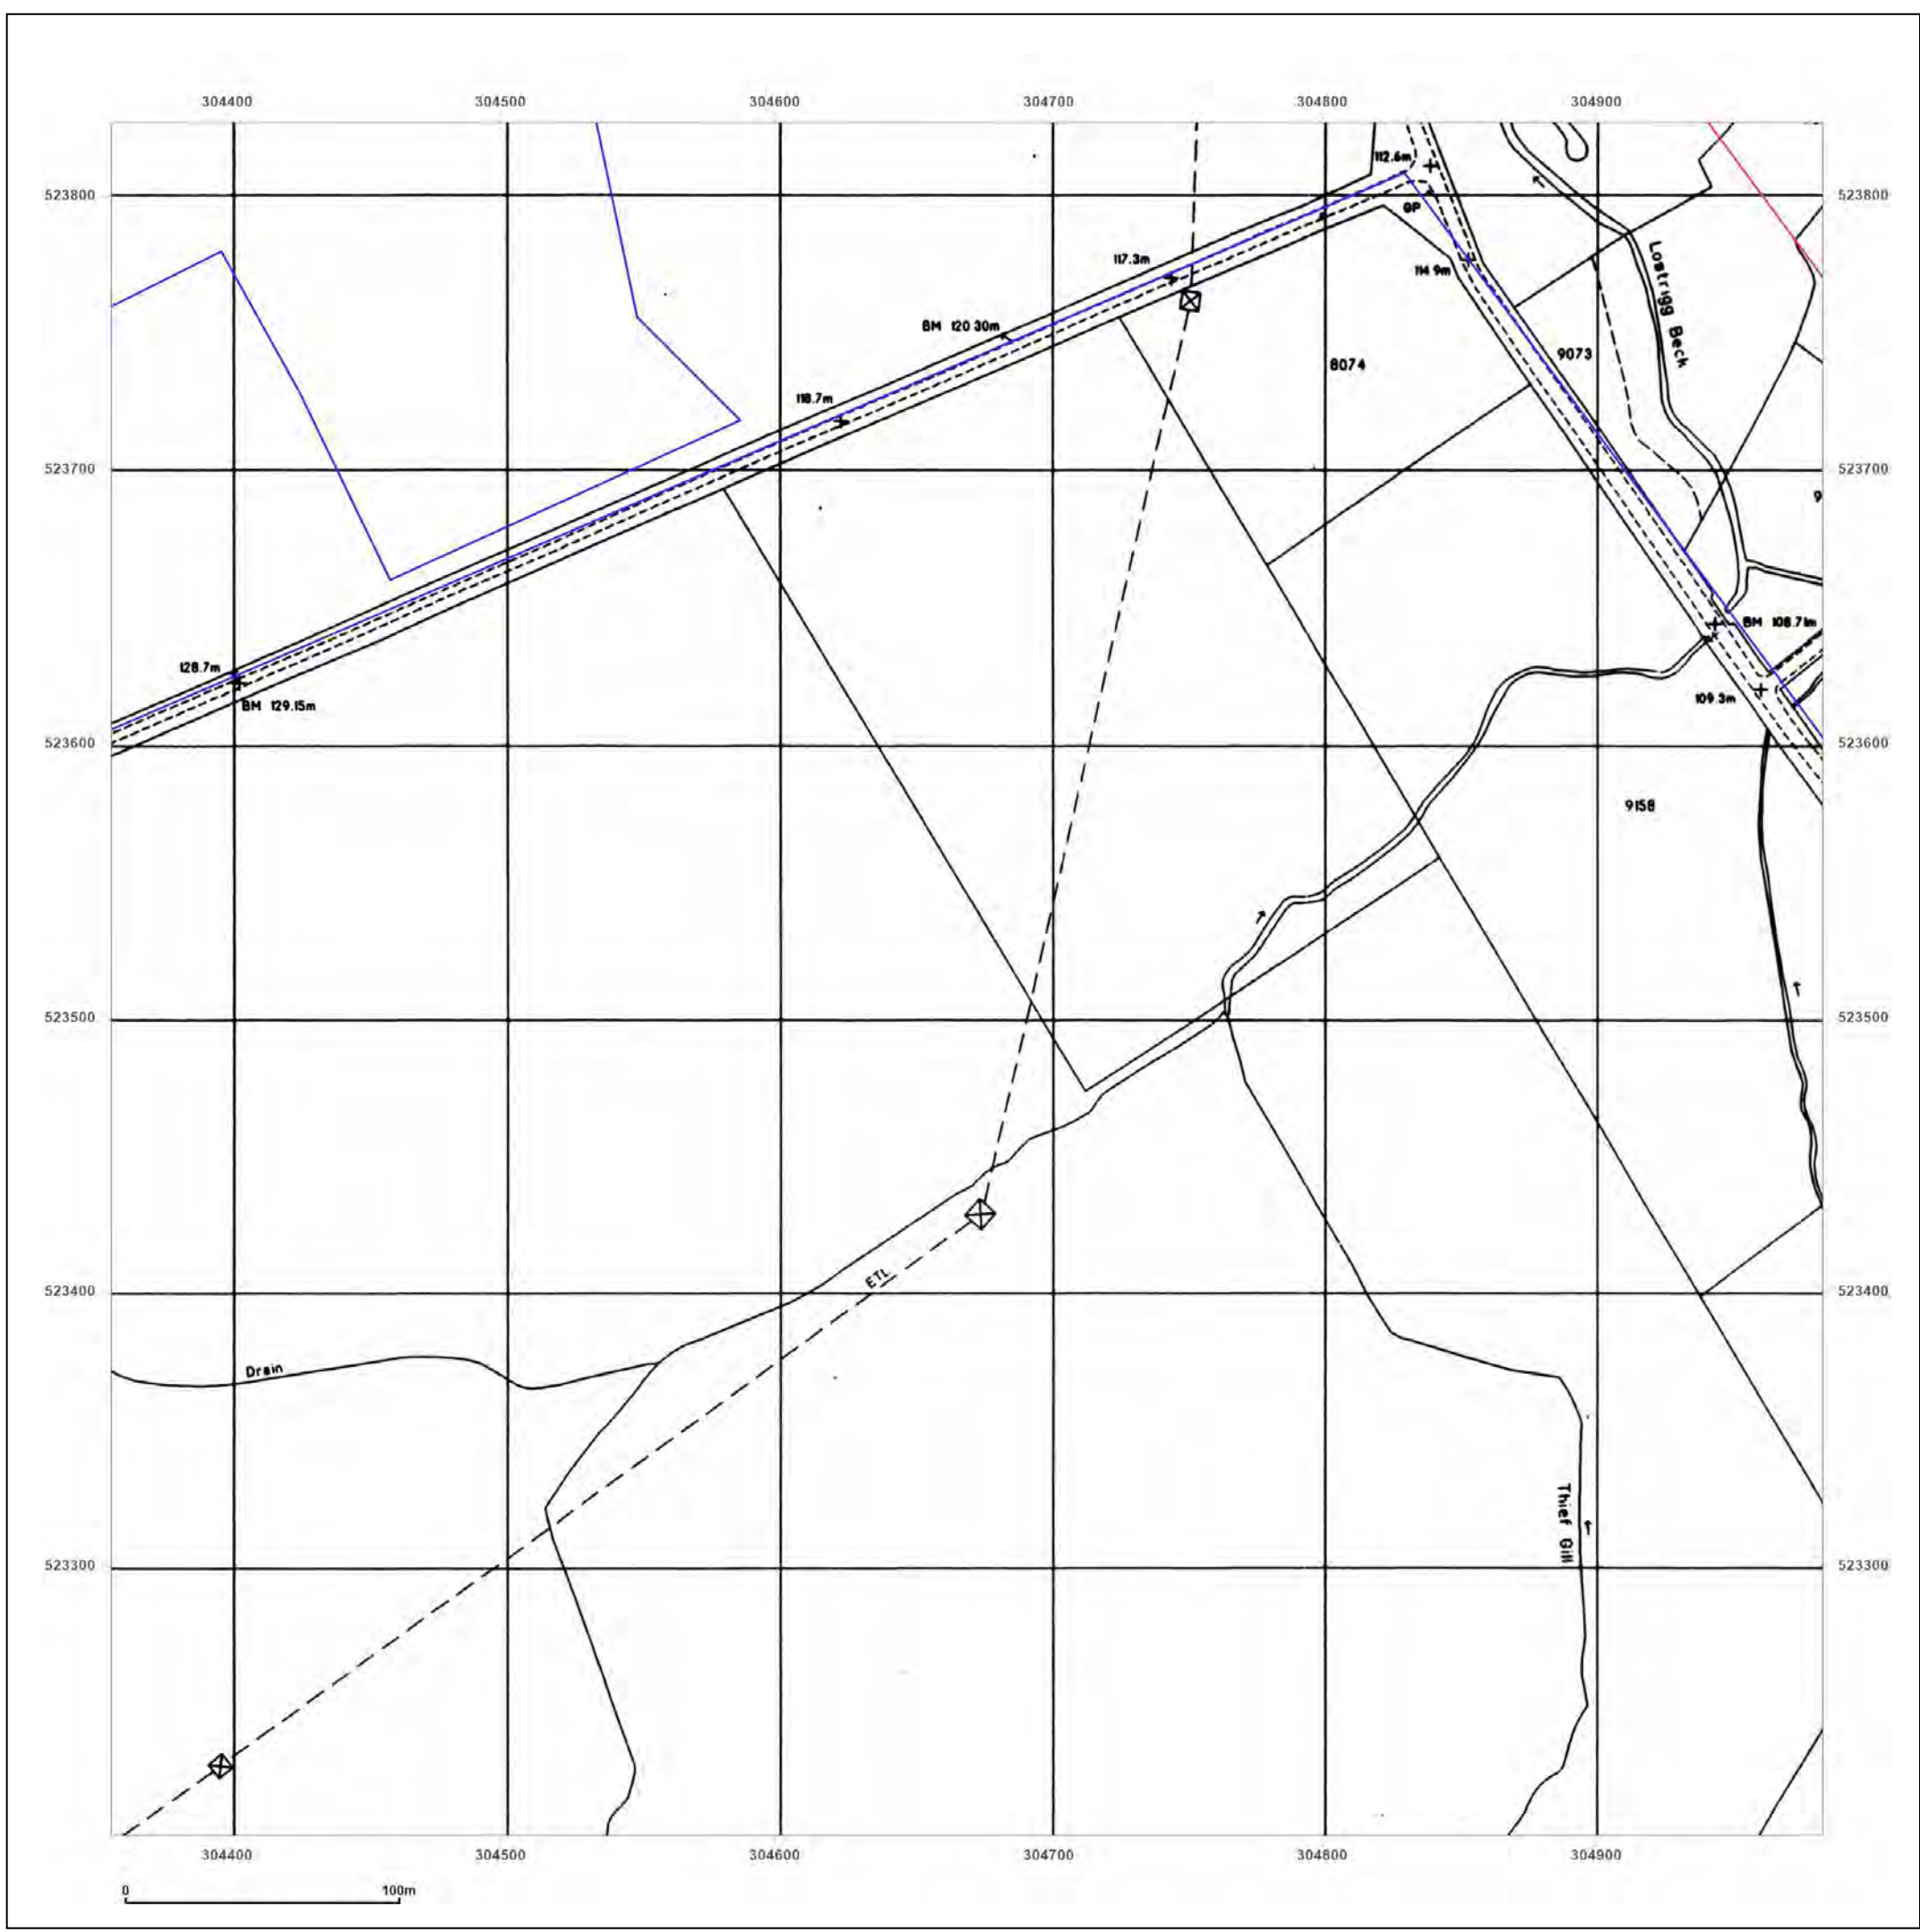 304400 304500 304600 304700 304800 304900
112.6m
523800 523800
GP
117.3m
114.9m
Lostrigg Beck
BM 120.30m
9073
8074
118.7m
523700 523700
9
BM 108.71m
128.7m
109.3m
BM 129.15m
523600 523600
9158
523500 523500
ETL
523400 523400
Drain
Thief Gill
523300 523300
304400 304500 304600 304700 304800 304900
0 100m